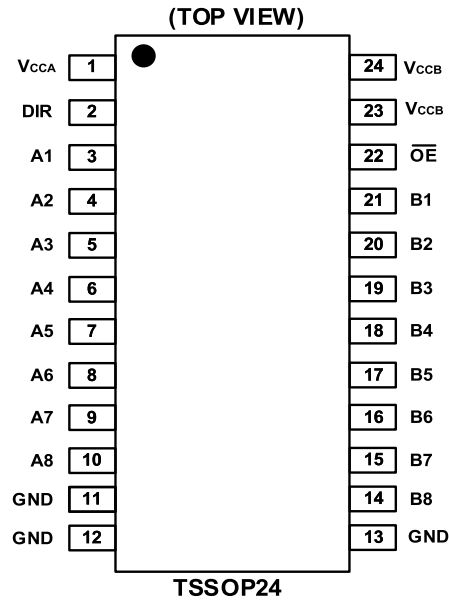 (TOP VIEW)
VCCA 1 24 VCCB
DIR 2 23 VCCB
A1 3 22 O̅E̅
A2 4 21 B1
A3 5 20 B2
A4 6 19 B3
A5 7 18 B4
A6 8 17 B5
A7 9 16 B6
A8 10 15 B7
GND 11 14 B8
GND 12 13 GND
TSSOP24